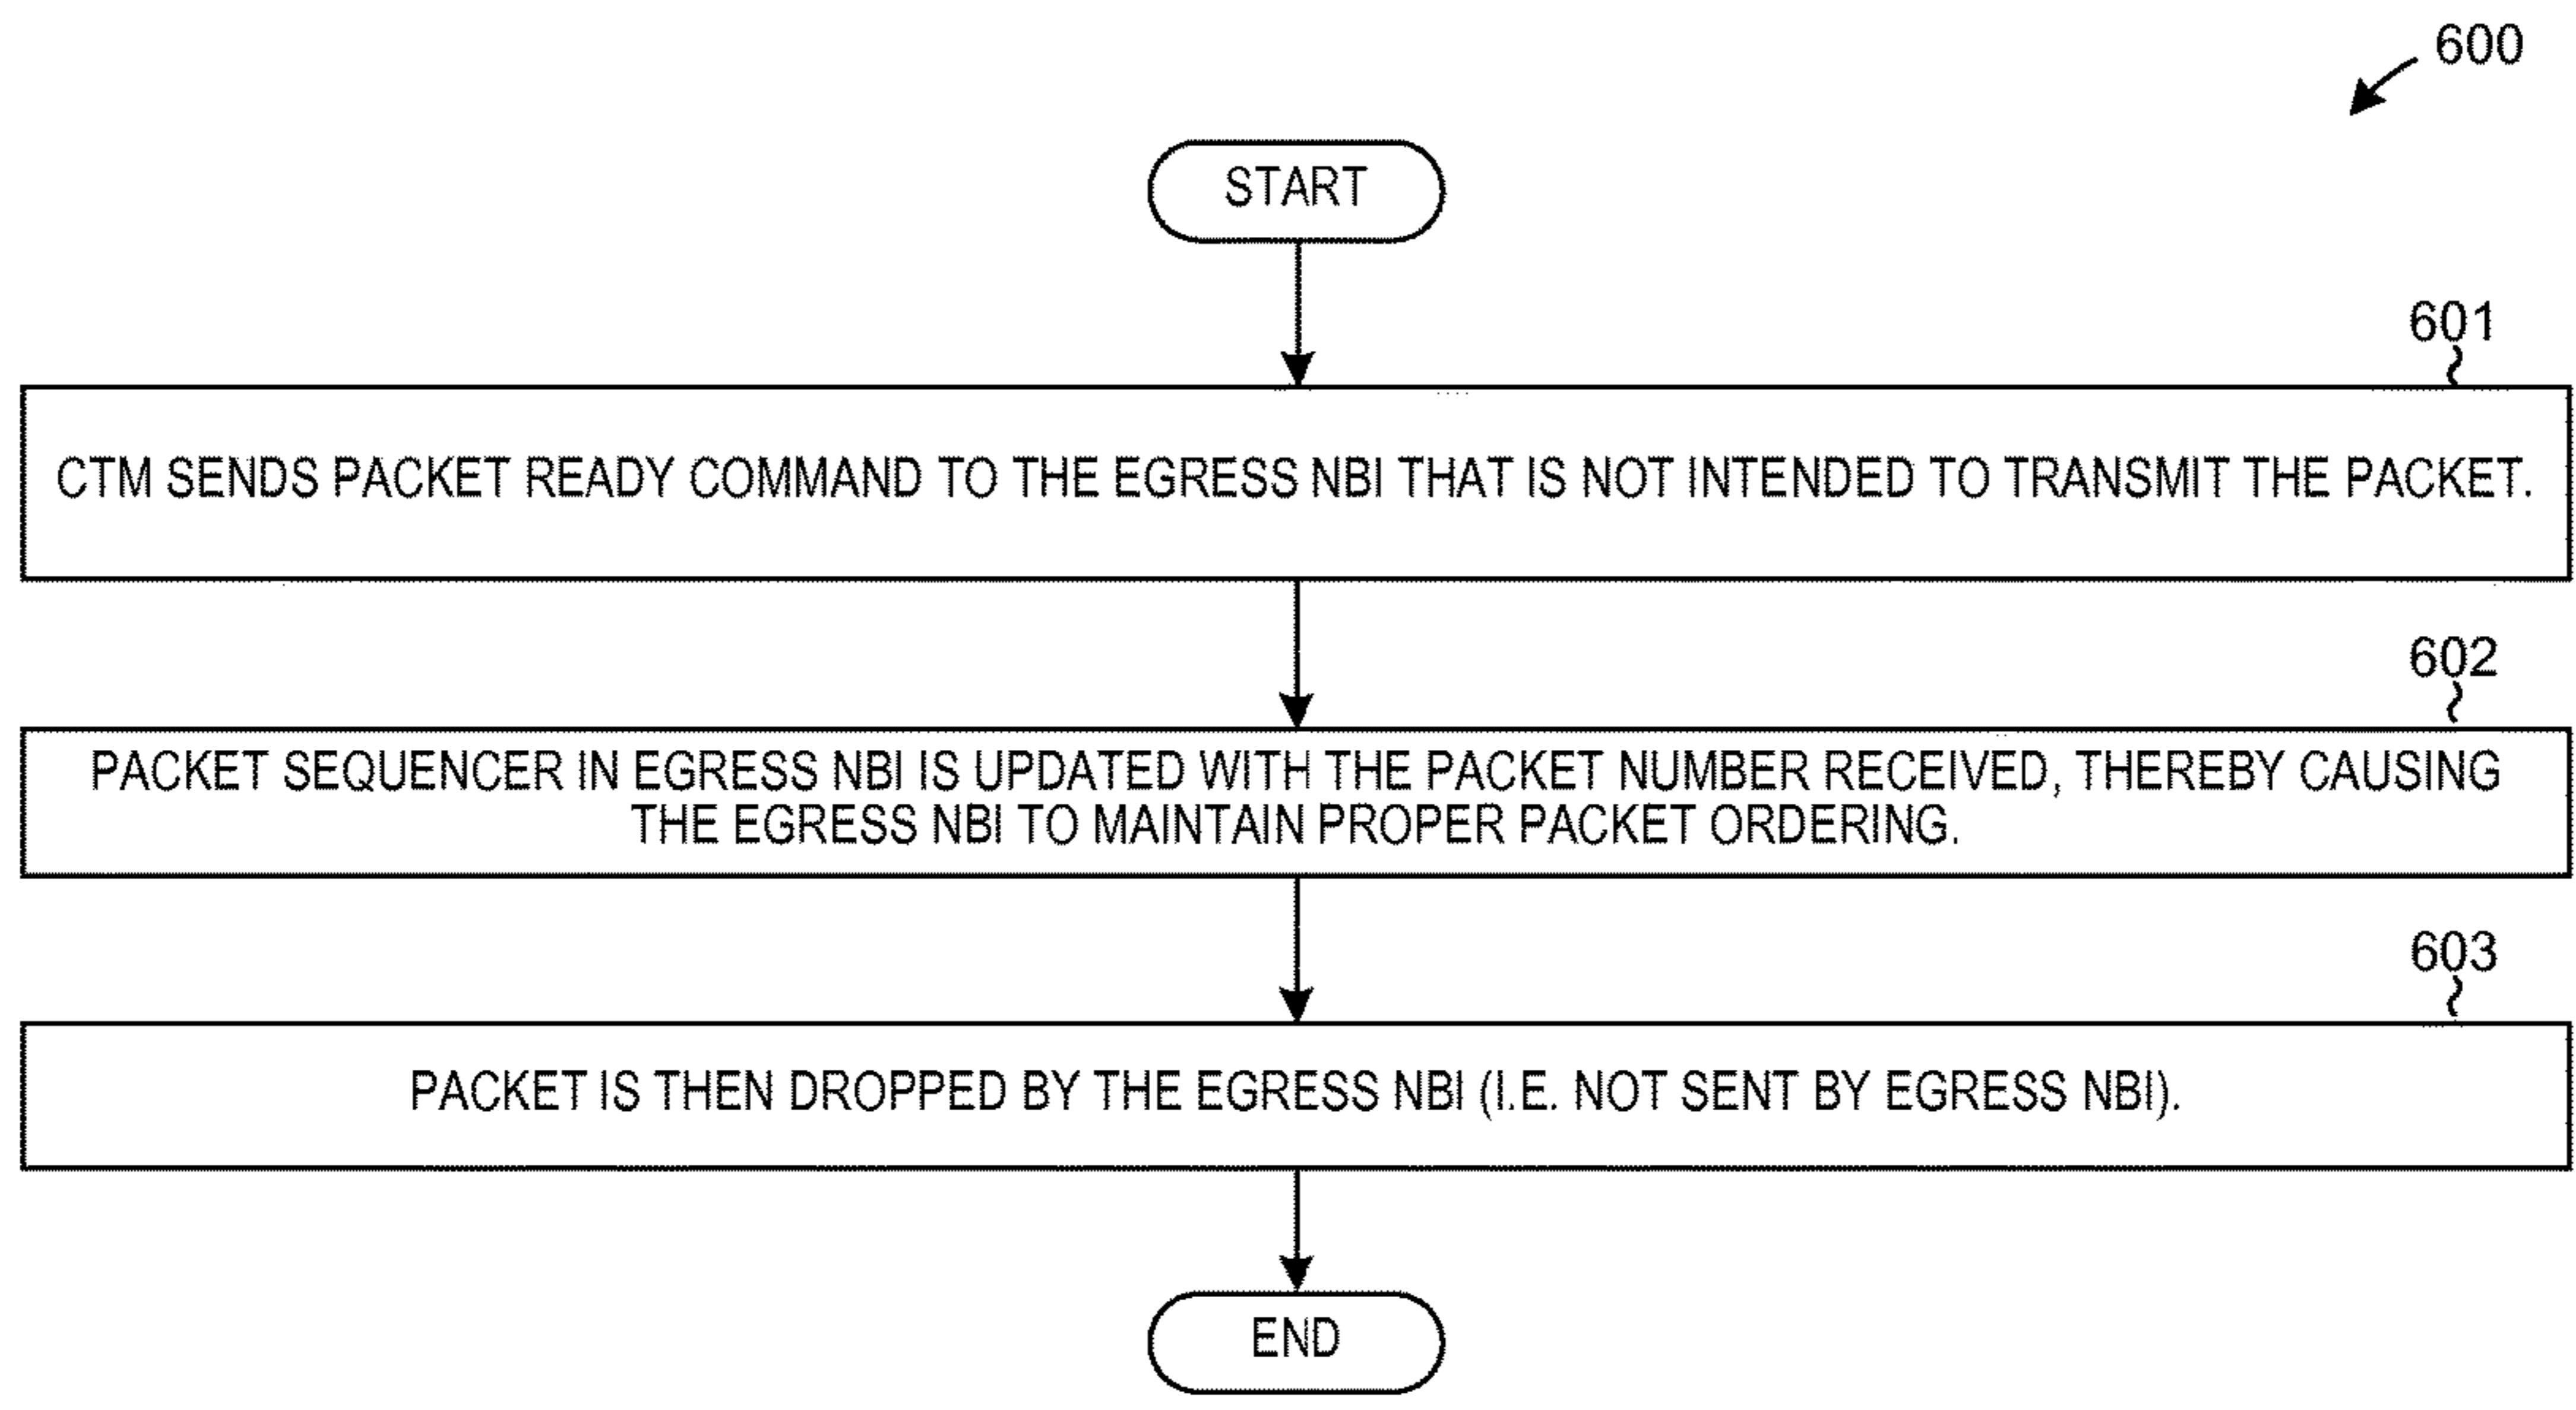 600
START
601
CTM SENDS PACKET READY COMMAND TO THE EGRESS NBI THAT IS NOT INTENDED TO TRANSMIT THE PACKET.
602
PACKET SEQUENCER IN EGRESS NBI IS UPDATED WITH THE PACKET NUMBER RECEIVED, THEREBY CAUSING
THE EGRESS NBI TO MAINTAIN PROPER PACKET ORDERING.
603
PACKET IS THEN DROPPED BY THE EGRESS NBI (I.E. NOT SENT BY EGRESS NBI).
END